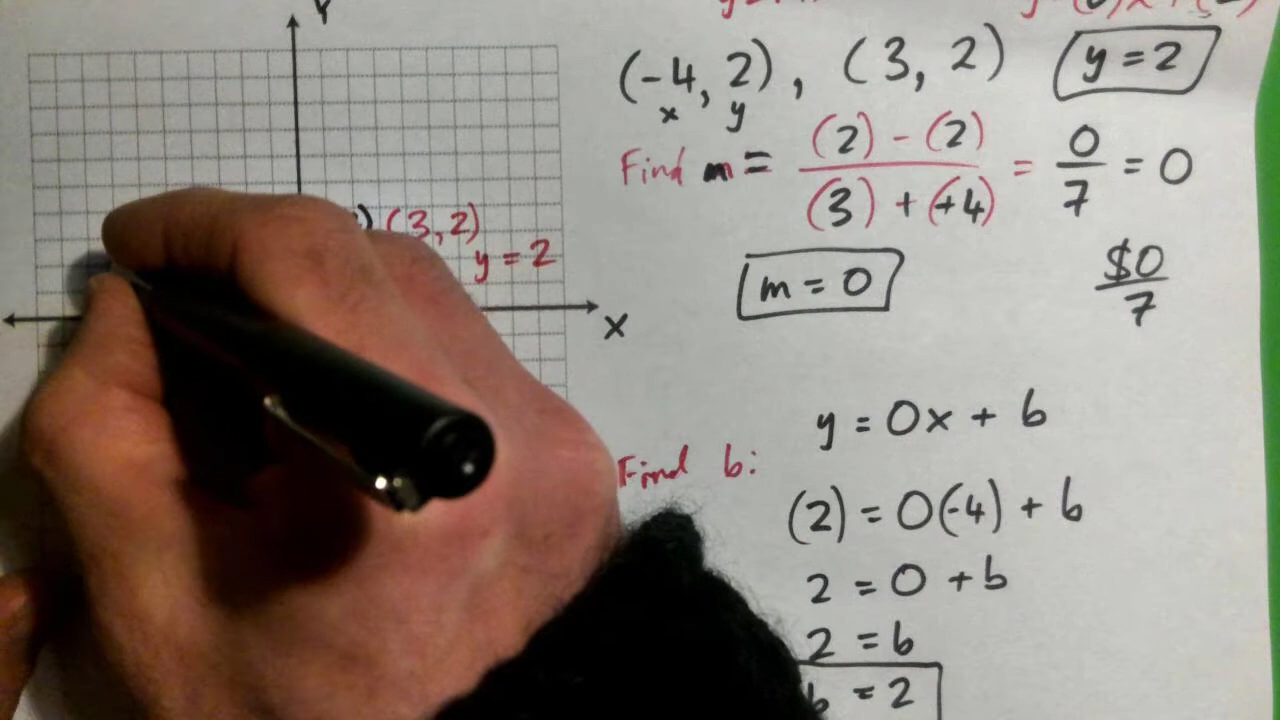 Y
(-4, 2), (3, 2) y = 2
x y
Find m = (2) - (2) / (3) + (+4) = 0/7 = 0
(3, 2)
y = 2
m = 0
$0/7
X
y = 0x + b
Find b:
(2) = 0(-4) + b
2 = 0 + b
2 = b
b = 2